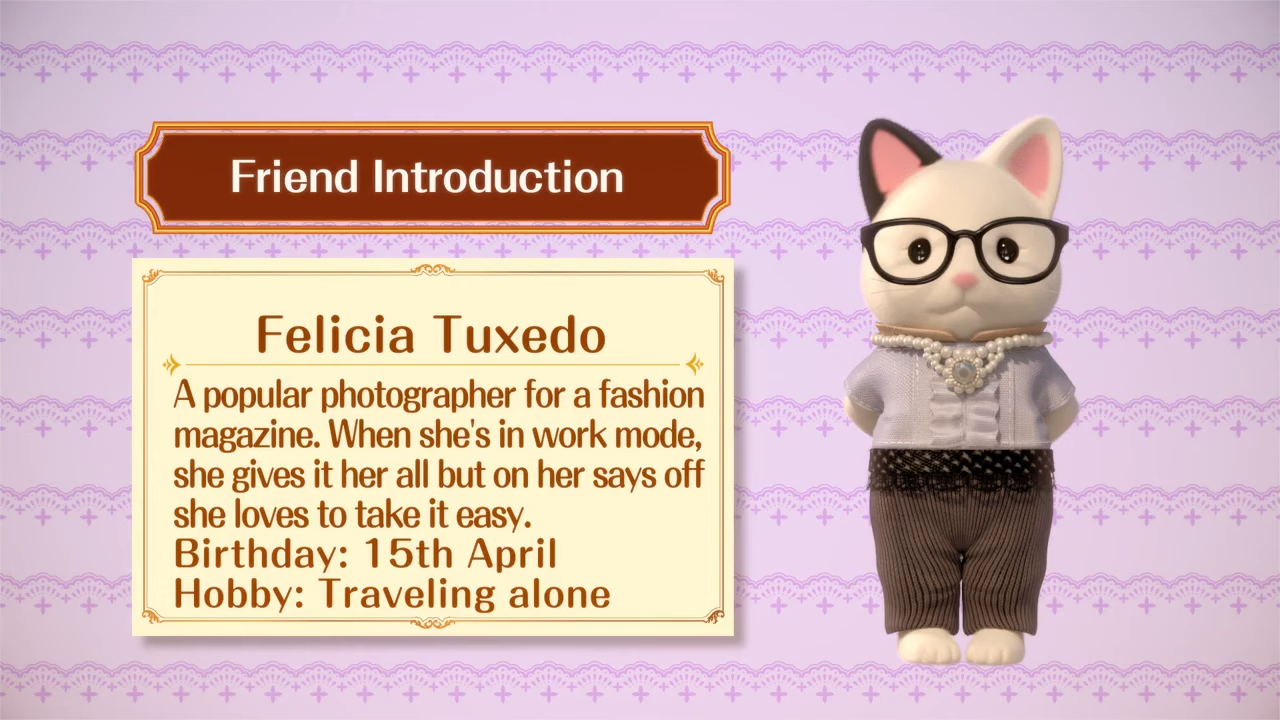 Friend Introduction
Felicia Tuxedo
A popular photographer for a fashion
magazine. When she's in work mode,
she gives it her all but on her says off
she loves to take it easy.
Birthday: 15th April
Hobby: Traveling alone